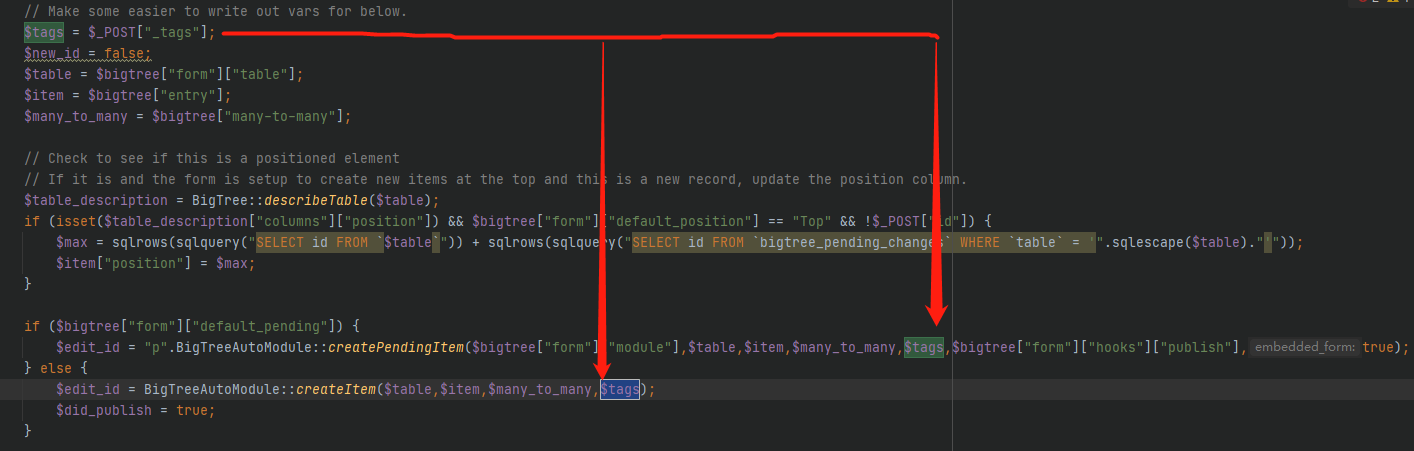 // Make some easier to write out vars for below.
$tags = $_POST["_tags"];
$new_id = false;
$table = $bigtree["form"]["table"];
$item = $bigtree["entry"];
$many_to_many = $bigtree["many-to-many"];
// Check to see if this is a positioned element
// If it is and the form is setup to create new items at the top and this is a new record, update the position column.
$table_description = BigTree::describeTable($table);
if (isset($table_description["columns"]["position"]) && $bigtree["form"]["default_position"] == "Top" && !$_POST["id"]) {
$max = sqlrows(sqlquery("SELECT id FROM `$table`")) + sqlrows(sqlquery("SELECT id FROM `bigtree_pending_changes` WHERE `table` = '".sqlescape($table)."'"));
$item["position"] = $max;
}
if ($bigtree["form"]["default_pending"]) {
$edit_id = "p".BigTreeAutoModule::createPendingItem($bigtree["form"]["module"],$table,$item,$many_to_many,$tags,$bigtree["form"]["hooks"]["publish"], embedded_form: true);
} else {
$edit_id = BigTreeAutoModule::createItem($table,$item,$many_to_many,$tags);
$did_publish = true;
}